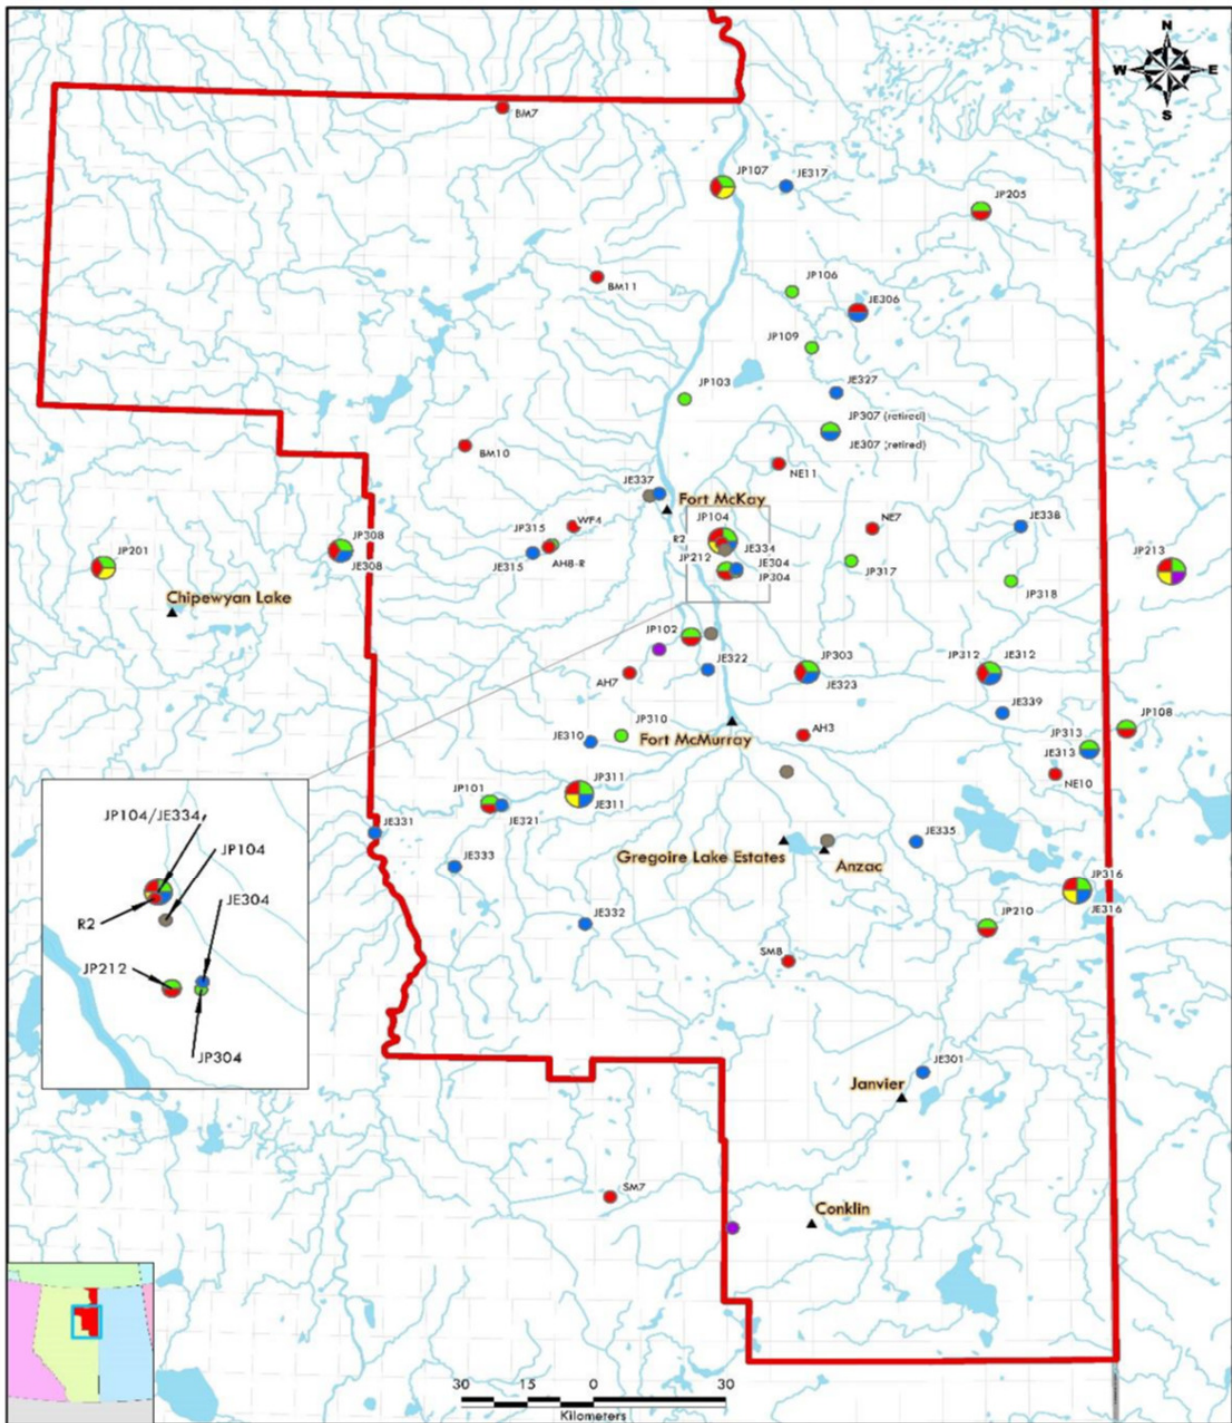 N
W E
S
BM7
JP107
JE317
JP205
BM11
JP106
JE306
JP109
JE327
JP103
JP307 (retired)
JE307 (retired)
BM10
NE11
JE337
Fort McKay
JP104
WF4
NE7
JE338
JP315
R2
JE334
JP308
JP212
JE304
JP213
JP201
JE315
AH8-R
JE308
JP304
JP317
JP318
Chipewyan Lake
JP102
JE322
JP303
JP312
JE312
AH7
JE323
JE339
JP310
JE310
Fort McMurray
AH3
JP108
JP313
JE313
JP311
NE10
JP101
JE311
JE321
JP104/JE334
JE331
JP104
JE335
Gregoire Lake Estates
Anzac
JE333
JP316
JE304
R2
JE332
JP210
JE316
JP212
SM8
JP304
JE301
Janvier
SM7
Conklin
30 15 0 30
Kilometers